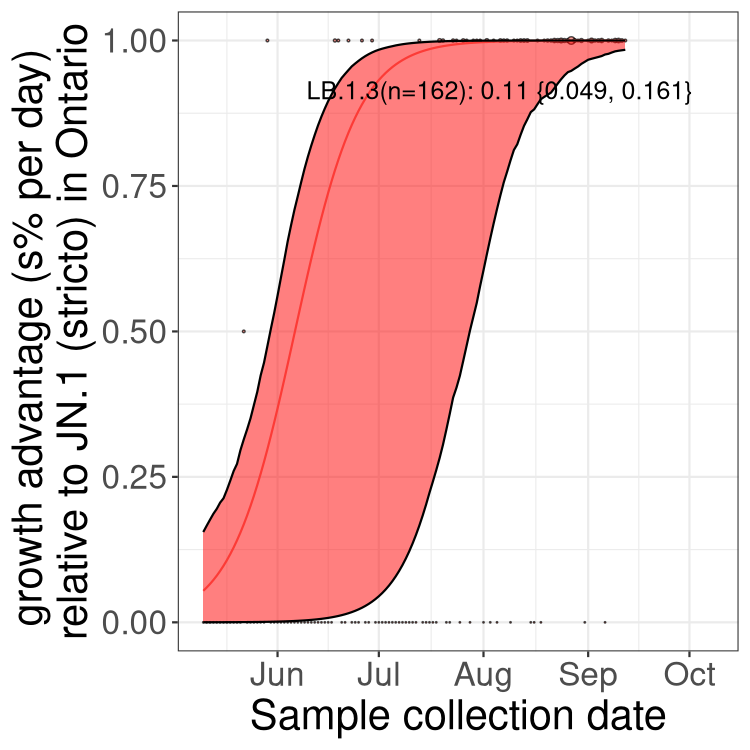 growth advantage (s% per day)
relative to JN.1 (stricto) in Ontario
1.00
0.75
0.50
0.25
0.00
LB.1.3(n=162): 0.11 {0.049, 0.161}
Jun Jul Aug Sep Oct
Sample collection date